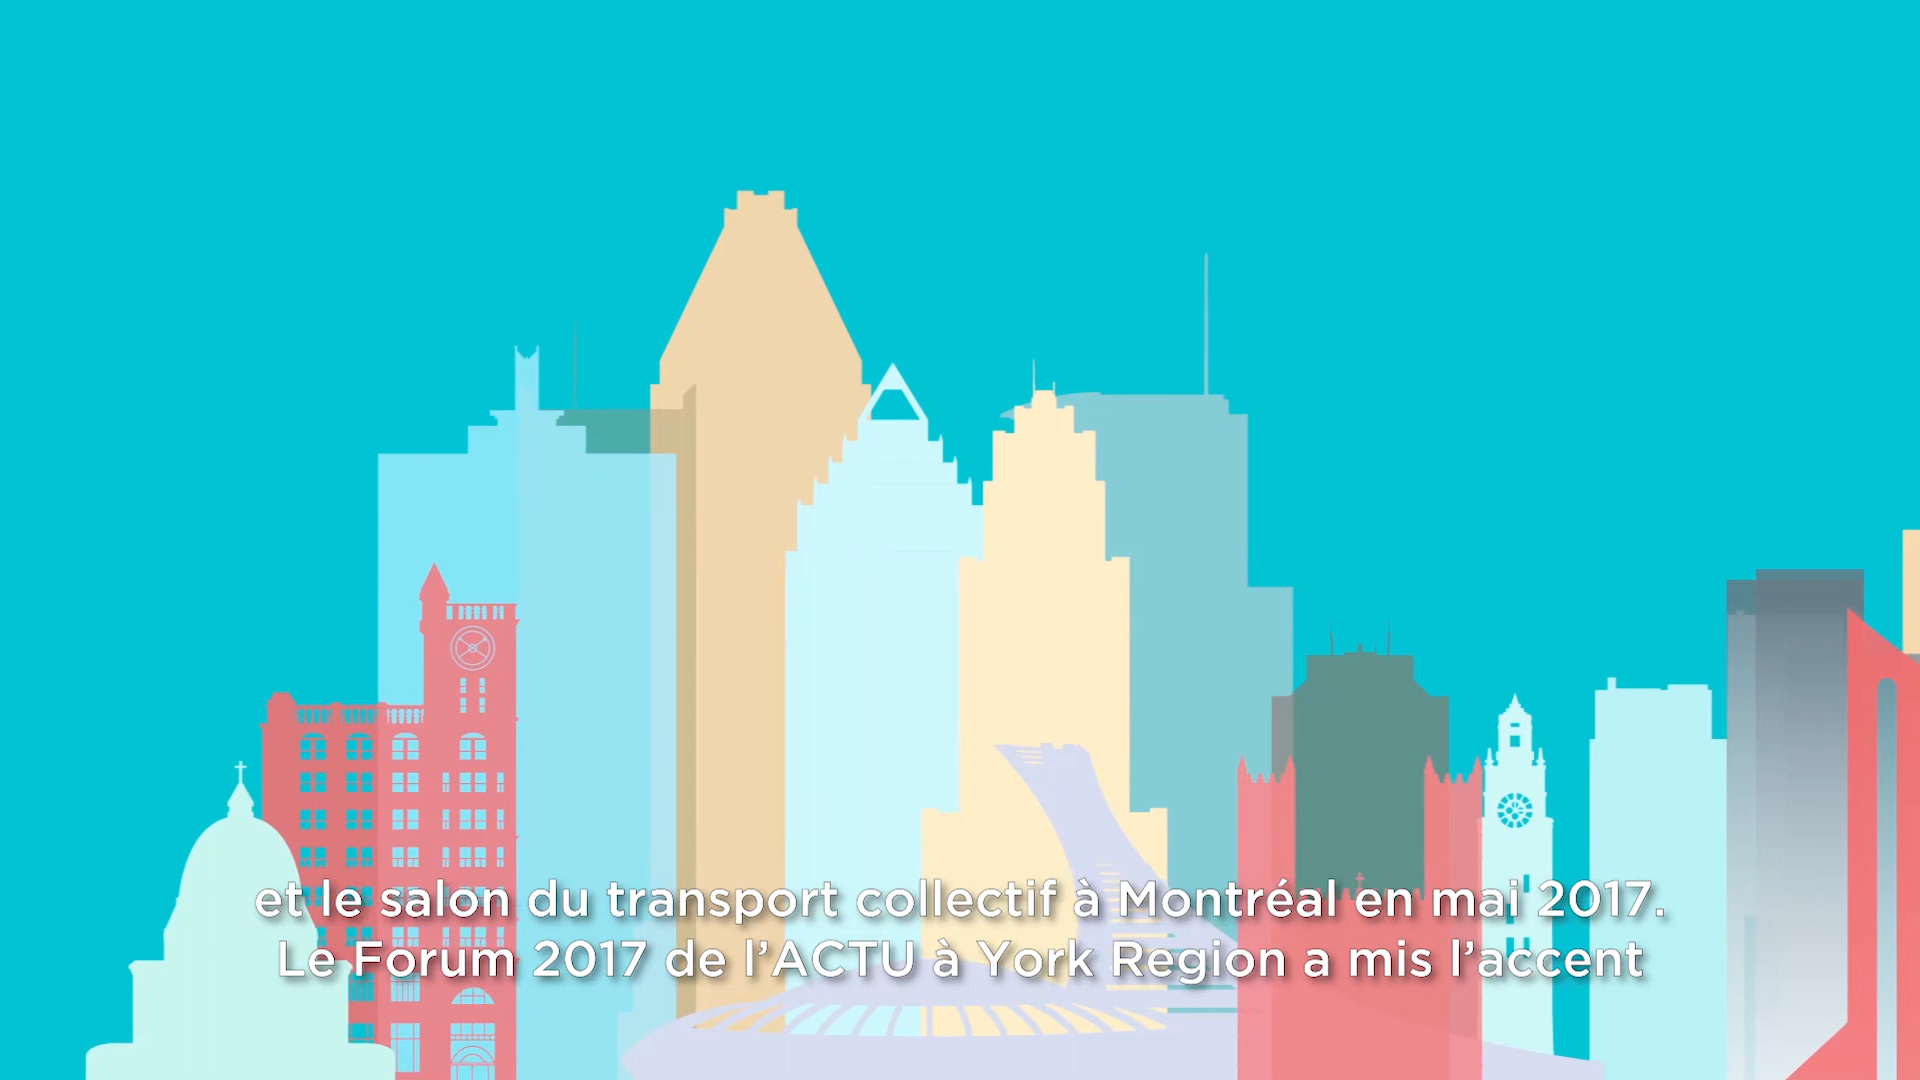 et le salon du transport collectif à Montréal en mai 2017.
Le Forum 2017 de l’ACTU à York Region a mis l’accent